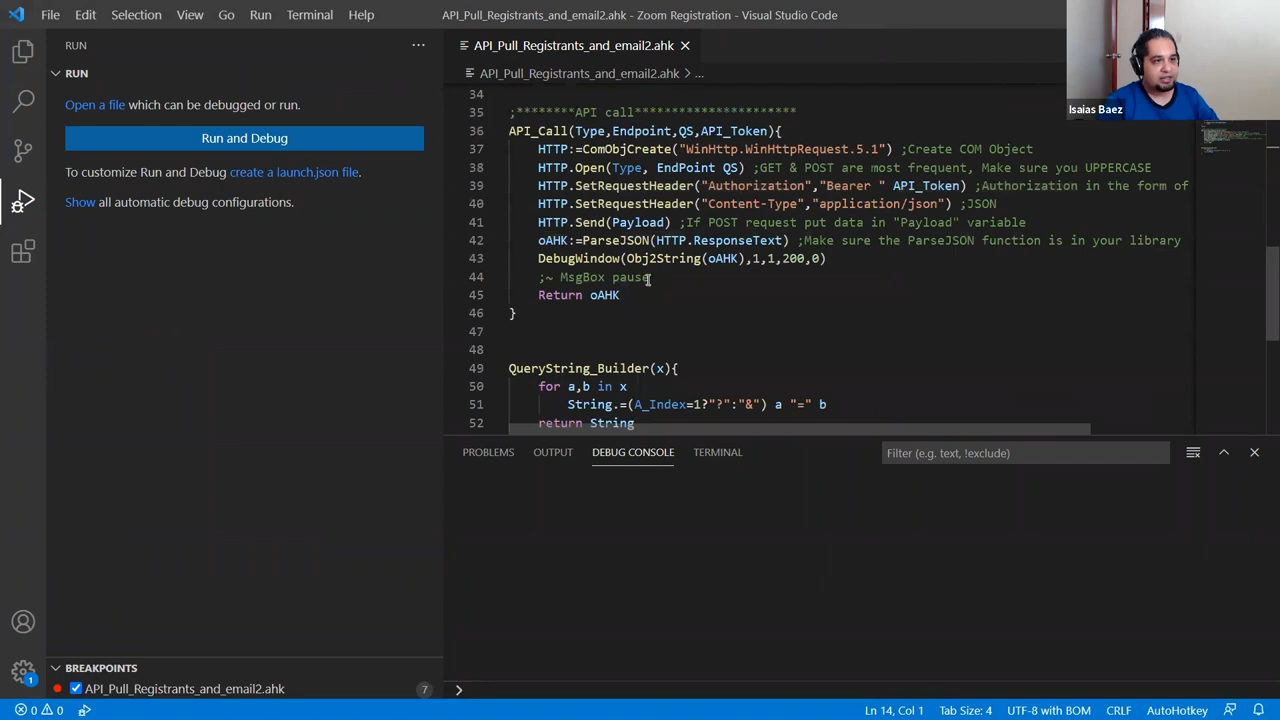 File Edit Selection View Go Run Terminal Help API_Pull_Registrants_and_email2.ahk - Zoom Registration - Visual Studio Code
RUN ···
RUN
Open a file which can be debugged or run.
Run and Debug
To customize Run and Debug create a launch.json file.
Show all automatic debug configurations.
API_Pull_Registrants_and_email2.ahk
API_Pull_Registrants_and_email2.ahk > ...
34
35 ;********API call**********************
36 API_Call(Type,Endpoint,QS,API_Token){
37 HTTP:=ComObjCreate("WinHttp.WinHttpRequest.5.1") ;Create COM Object
38 HTTP.Open(Type, EndPoint QS) ;GET & POST are most frequent, Make sure you UPPERCASE
39 HTTP.SetRequestHeader("Authorization","Bearer " API_Token) ;Authorization in the form of
40 HTTP.SetRequestHeader("Content-Type","application/json") ;JSON
41 HTTP.Send(Payload) ;If POST request put data in "Payload" variable
42 oAHK:=ParseJSON(HTTP.ResponseText) ;Make sure the ParseJSON function is in your library
43 DebugWindow(Obj2String(oAHK),1,1,200,0)
44 ;~ MsgBox pause
45 Return oAHK
46 }
47
48
49 QueryString_Builder(x){
50 for a,b in x
51 String.=(A_Index=1?"?":"&") a "=" b
52 return String
Isaias Baez
PROBLEMS OUTPUT DEBUG CONSOLE TERMINAL Filter (e.g. text, !exclude)
BREAKPOINTS
API_Pull_Registrants_and_email2.ahk 7
1
0 0 Ln 14, Col 1 Tab Size: 4 UTF-8 with BOM CRLF AutoHotkey